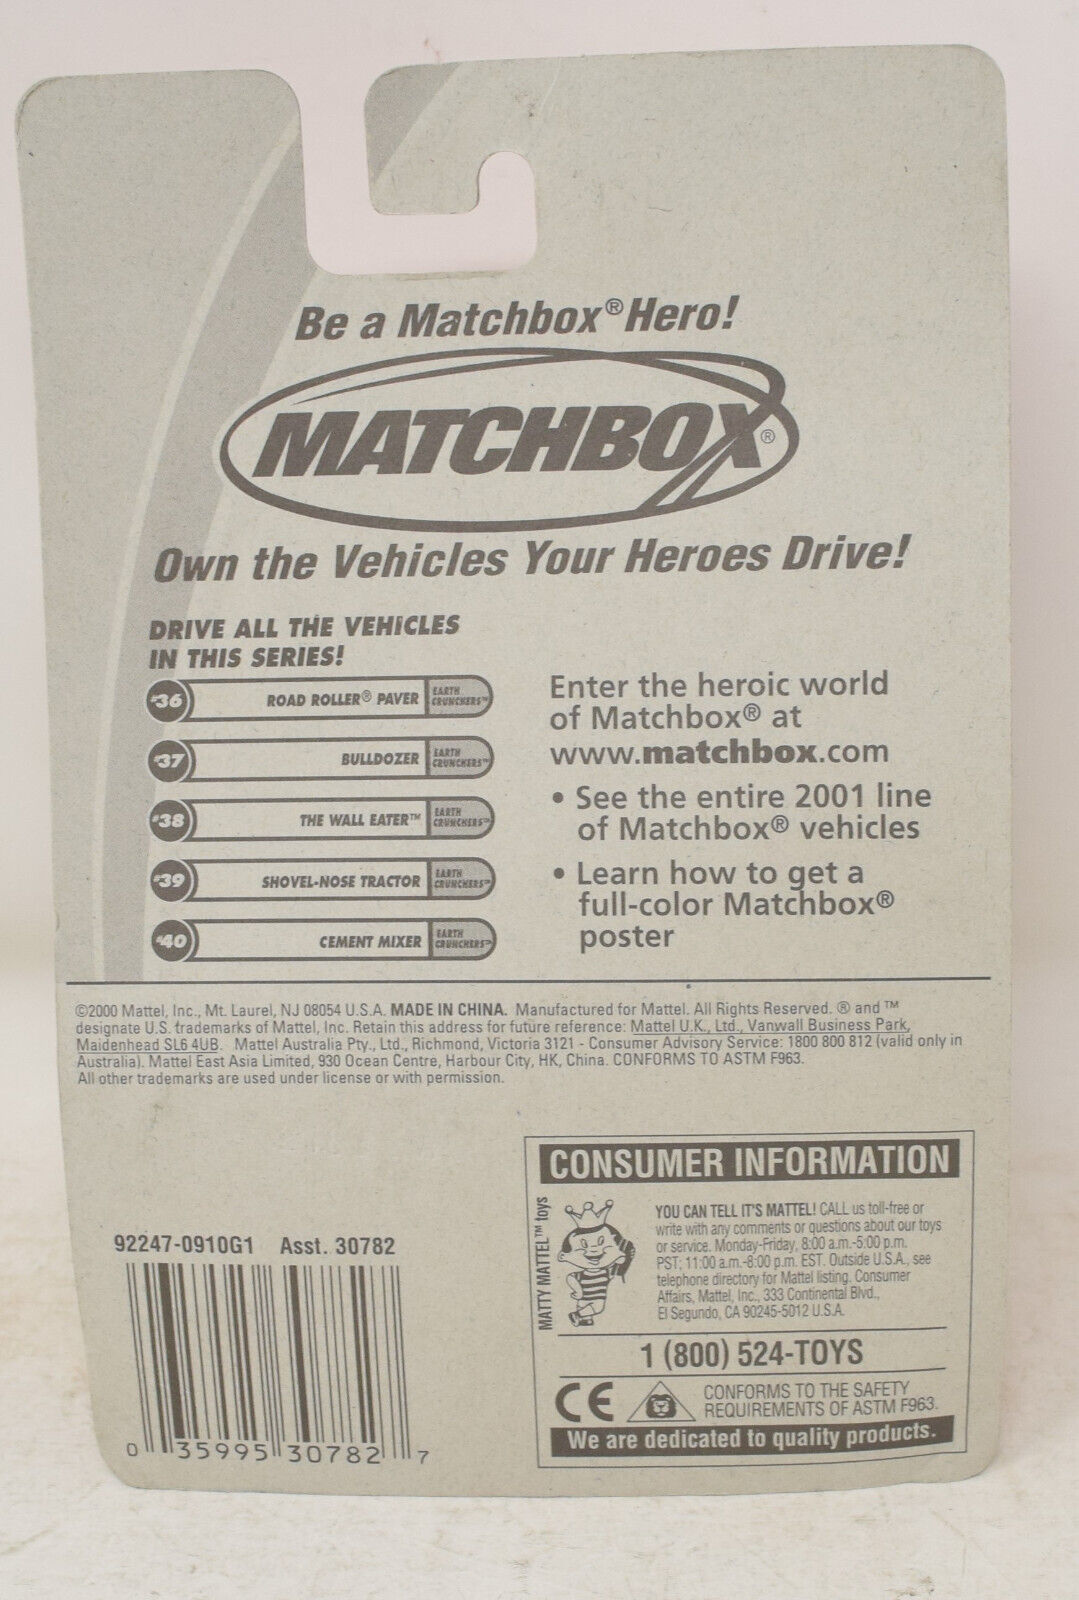 Be a Matchbox® Hero!
MATCHBOX®
Own the Vehicles Your Heroes Drive!
DRIVE ALL THE VEHICLES
IN THIS SERIES!
#36 ROAD ROLLER® PAVER EARTH CRUNCHERS™
#37 BULLDOZER EARTH CRUNCHERS™
#38 THE WALL EATER™ EARTH CRUNCHERS™
#39 SHOVEL-NOSE TRACTOR EARTH CRUNCHERS™
#40 CEMENT MIXER EARTH CRUNCHERS™
Enter the heroic world
of Matchbox® at
www.matchbox.com
• See the entire 2001 line
of Matchbox® vehicles
• Learn how to get a
full-color Matchbox®
poster
©2000 Mattel, Inc., Mt. Laurel, NJ 08054 U.S.A. MADE IN CHINA. Manufactured for Mattel. All Rights Reserved. ® and ™
designate U.S. trademarks of Mattel, Inc. Retain this address for future reference: Mattel U.K., Ltd., Vanwall Business Park,
Maidenhead SL6 4UB. Mattel Australia Pty., Ltd., Richmond, Victoria 3121 - Consumer Advisory Service: 1800 800 812 (valid only in
Australia). Mattel East Asia Limited, 930 Ocean Centre, Harbour City, HK, China. CONFORMS TO ASTM F963.
All other trademarks are used under license or with permission.
92247-0910G1 Asst. 30782
0 35995 30782 7
CONSUMER INFORMATION
MATTY MATTEL™ toys
YOU CAN TELL IT'S MATTEL! CALL us toll-free or
write with any comments or questions about our toys
or service. Monday-Friday, 8:00 a.m.-5:00 p.m.
PST; 11:00 a.m.-8:00 p.m. EST. Outside U.S.A., see
telephone directory for Mattel listing. Consumer
Affairs, Mattel, Inc., 333 Continental Blvd.,
El Segundo, CA 90245-5012 U.S.A.
1 (800) 524-TOYS
CE
CONFORMS TO THE SAFETY
REQUIREMENTS OF ASTM F963.
We are dedicated to quality products.